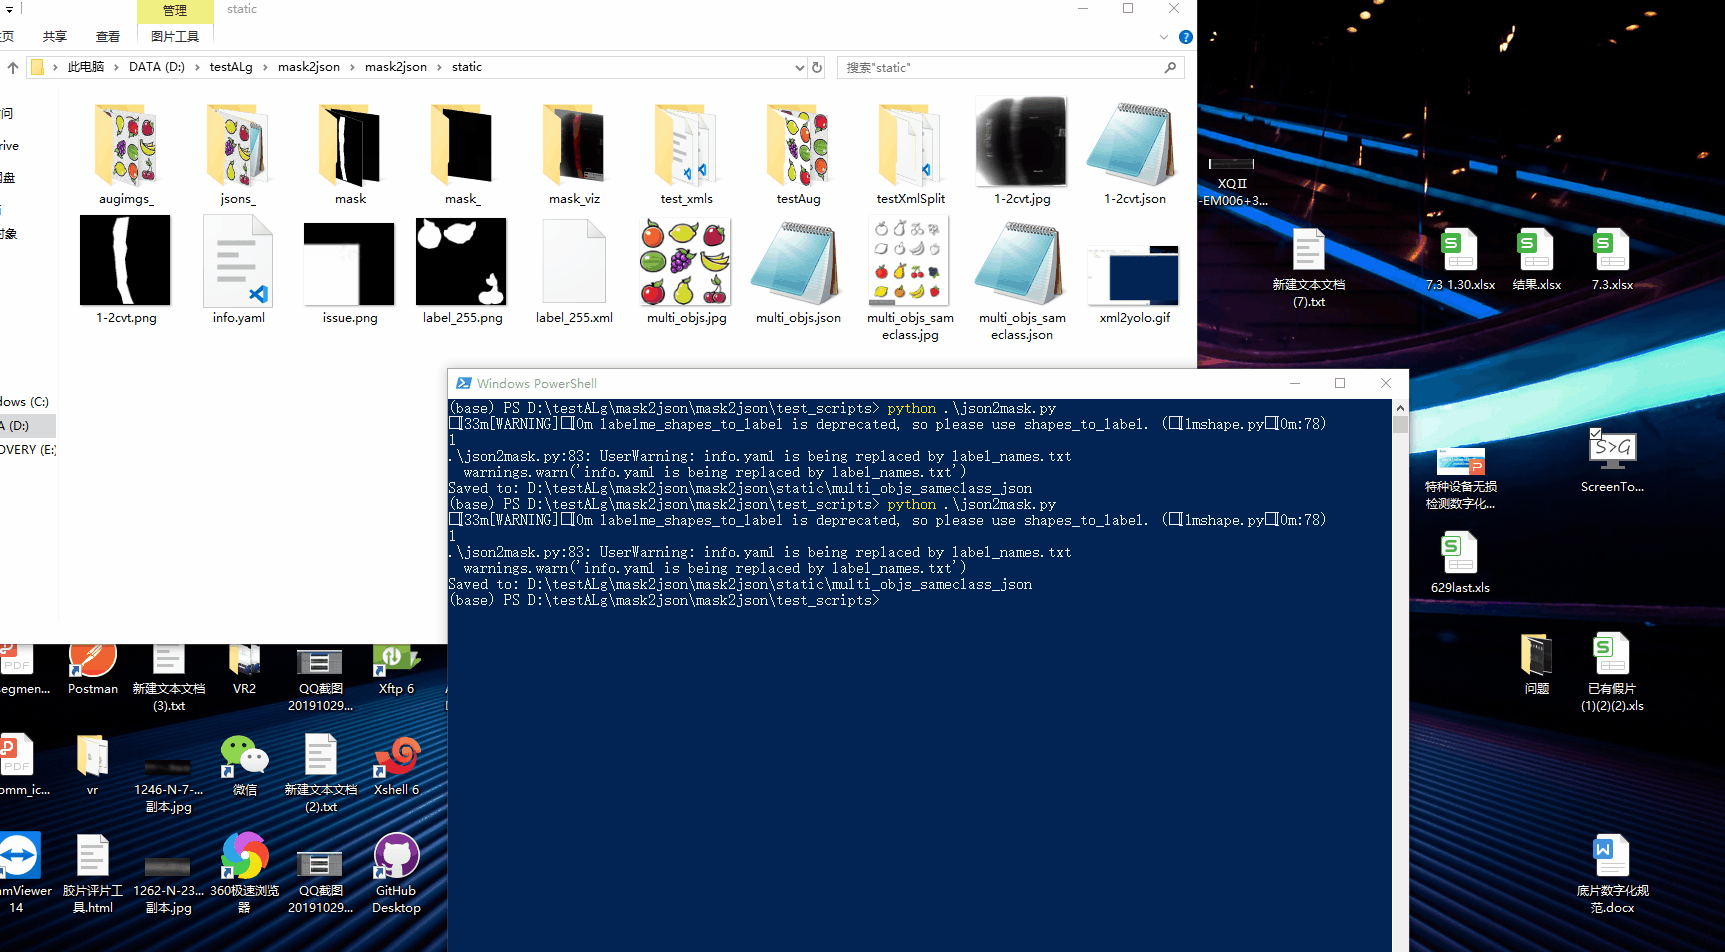 管理
static
主页
共享
查看
图片工具
此电脑 > DATA (D:) > testALg > mask2json > mask2json > static
搜索"static"
augimgs_
jsons_
mask
mask_
mask_viz
test_xmls
testAug
testXmlSplit
1-2cvt.jpg
1-2cvt.json
1-2cvt.png
info.yaml
issue.png
label_255.png
label_255.xml
multi_objs.jpg
multi_objs.json
multi_objs_sam
eclass.jpg
multi_objs_sam
eclass.json
xml2yolo.gif
dows (C:)
A (D:)
OVERY (E:)
Windows PowerShell
(base) PS D:\testALg\mask2json\mask2json\test_scripts> python .\json2mask.py
□[33m[WARNING]□[0m labelme_shapes_to_label is deprecated, so please use shapes_to_label. (□[1mshape.py□[0m:78)
1
.\json2mask.py:83: UserWarning: info.yaml is being replaced by label_names.txt
warnings.warn('info.yaml is being replaced by label_names.txt')
Saved to: D:\testALg\mask2json\mask2json\static\multi_objs_sameclass_json
(base) PS D:\testALg\mask2json\mask2json\test_scripts> python .\json2mask.py
□[33m[WARNING]□[0m labelme_shapes_to_label is deprecated, so please use shapes_to_label. (□[1mshape.py□[0m:78)
1
.\json2mask.py:83: UserWarning: info.yaml is being replaced by label_names.txt
warnings.warn('info.yaml is being replaced by label_names.txt')
Saved to: D:\testALg\mask2json\mask2json\static\multi_objs_sameclass_json
(base) PS D:\testALg\mask2json\mask2json\test_scripts>
XQⅡ
-EM006+3...
新建文本文档
(7).txt
7.3 1.30.xlsx
结果.xlsx
7.3.xlsx
特种设备无损
检测数字化...
S>G
ScreenTo...
629last.xls
问题
已有假片
(1)(2)(2).xls
底片数字化规
范.docx
segmen...
Postman
新建文本文档
(3).txt
VR2
QQ截图
20191029...
Xftp 6
omm_ic...
vr
1246-N-7-...
副本.jpg
微信
新建文本文档
(2).txt
Xshell 6
amViewer
14
胶片评片工
具.html
1262-N-23...
副本.jpg
360极速浏览
器
QQ截图
20191029...
GitHub
Desktop